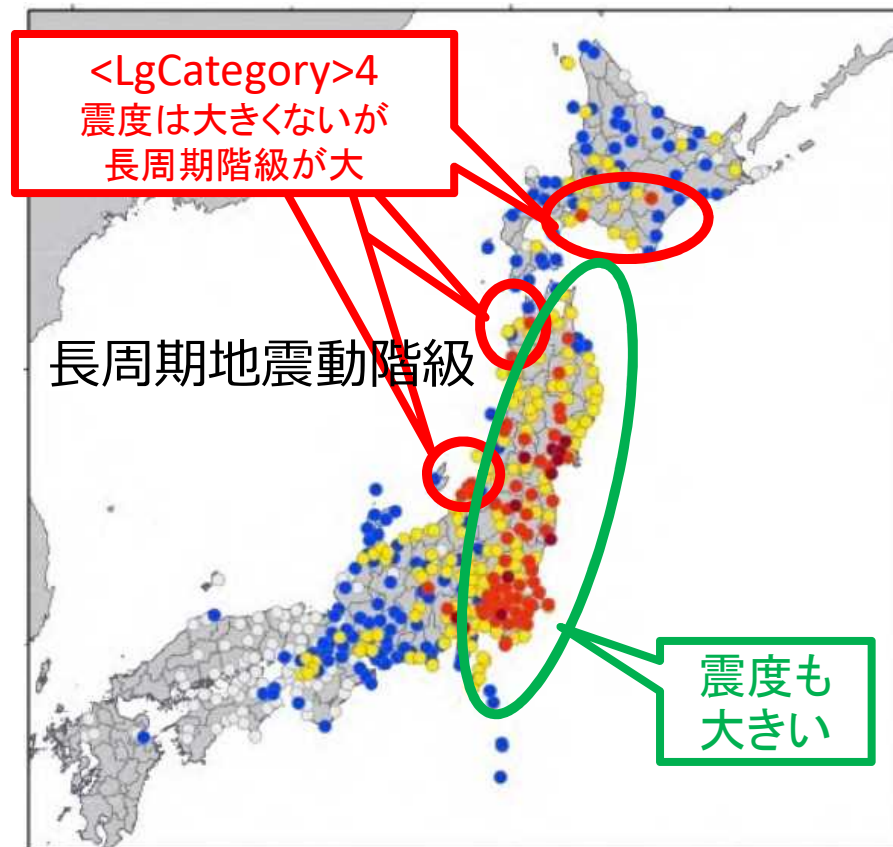 <LgCategory>4
震度は大きくないが
長周期階級が大
長周期地震動階級
震度も
大きい